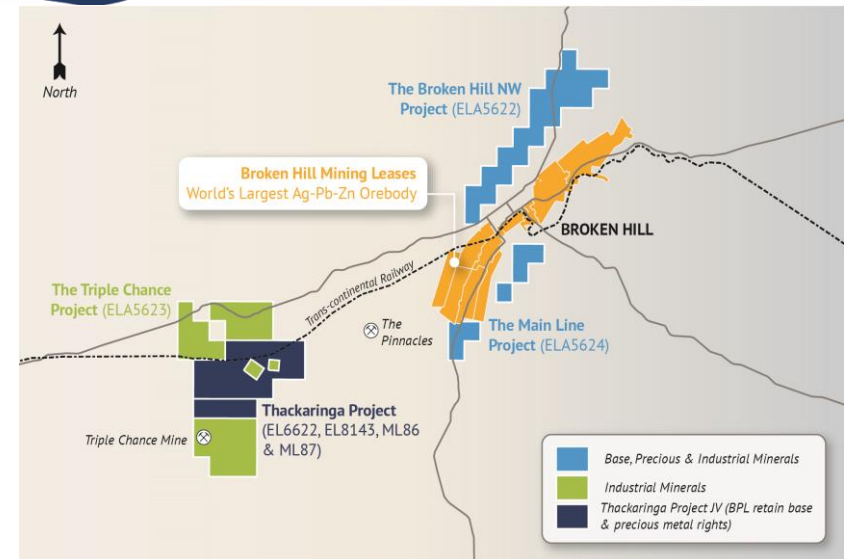 North
The Broken Hill NW
Project (ELA5622)
Broken Hill Mining Leases
World's Largest Ag-Pb-Zn Orebody
BROKEN HILL
The Triple Chance
Project (ELA5623)
Trans-continental Railway
The
Pinnacles
The Main Line
Project (ELA5624)
Thackaringa Project
(EL6622, EL8143, ML86
& ML87)
Triple Chance Mine
Base, Precious & Industrial Minerals
Industrial Minerals
Thackaringa Project JV (BPL retain base
& precious metal rights)